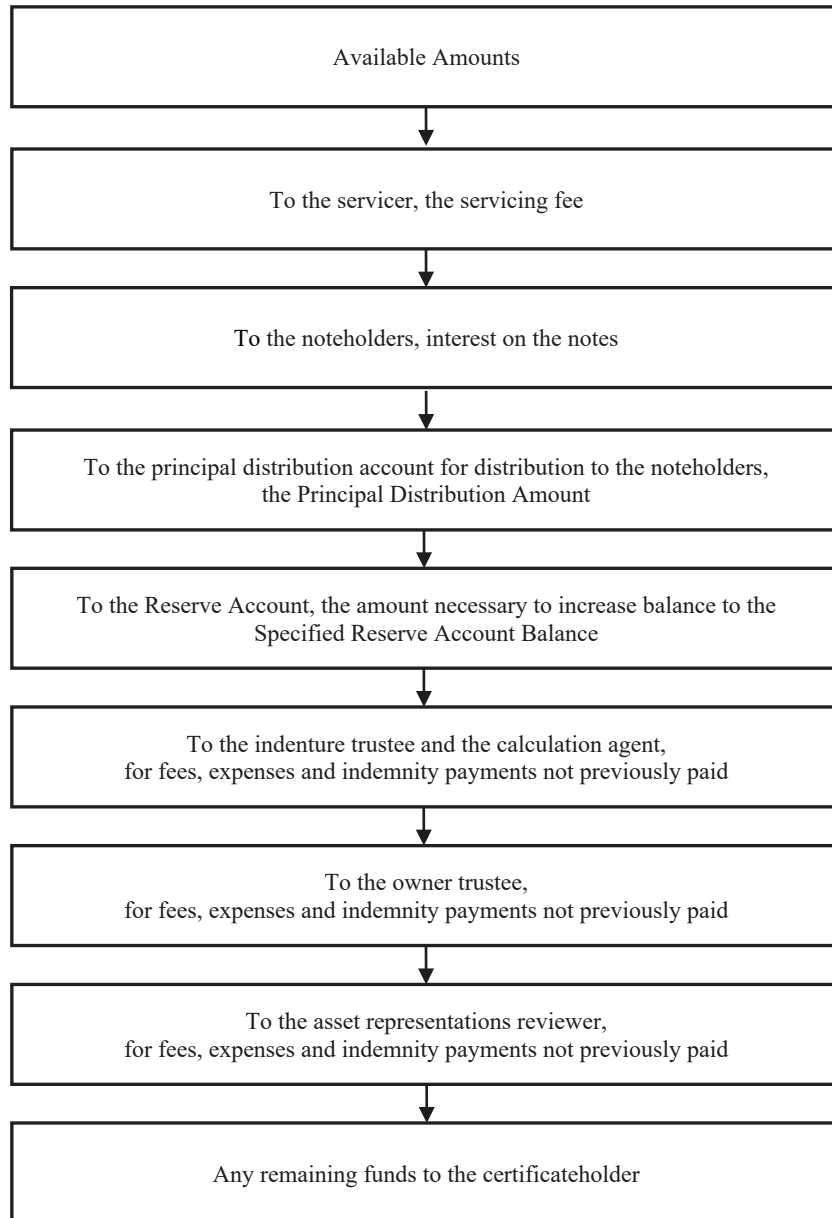 Available Amounts
To the servicer, the servicing fee
To the noteholders, interest on the notes
To the principal distribution account for distribution to the noteholders,
the Principal Distribution Amount
To the Reserve Account, the amount necessary to increase balance to the
Specified Reserve Account Balance
To the indenture trustee and the calculation agent,
for fees, expenses and indemnity payments not previously paid
To the owner trustee,
for fees, expenses and indemnity payments not previously paid
To the asset representations reviewer,
for fees, expenses and indemnity payments not previously paid
Any remaining funds to the certificateholder